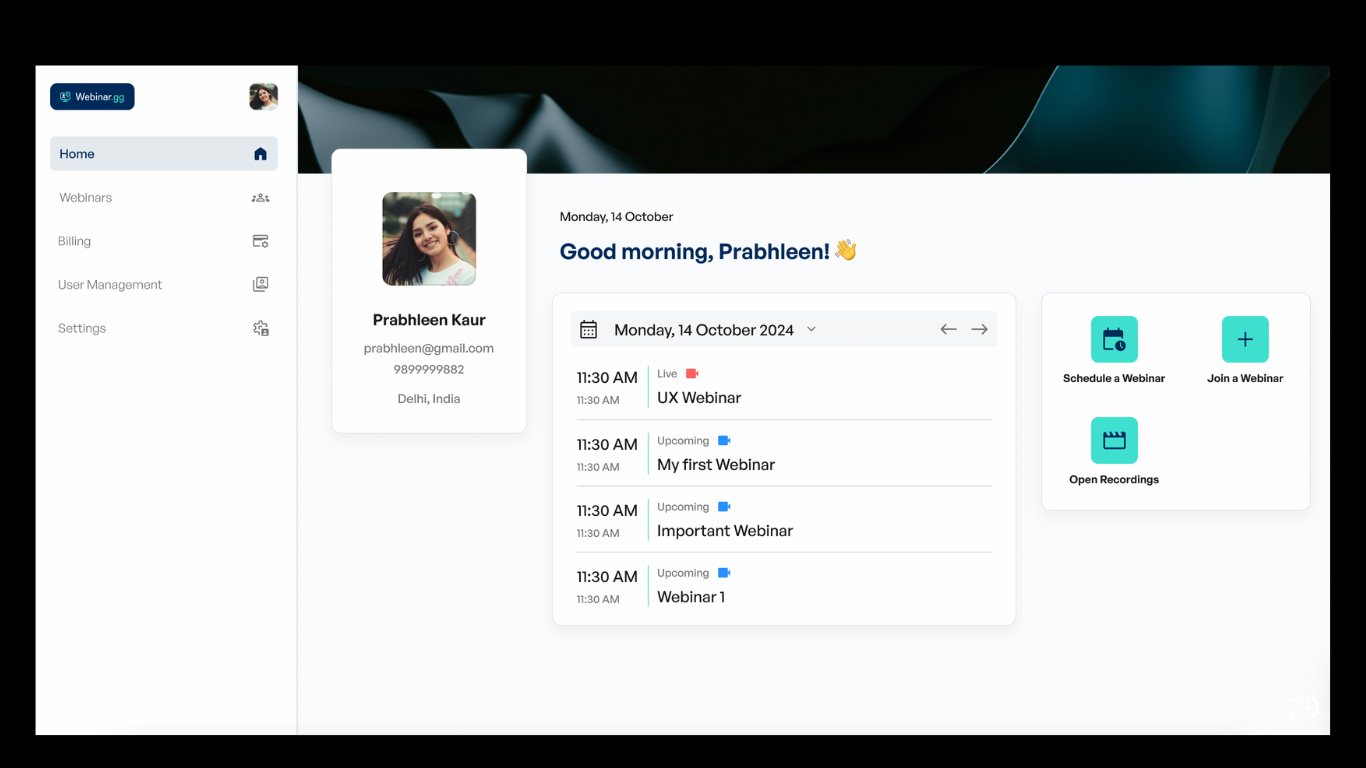 Webinar.gg
Home
Webinars
Billing
User Management
Settings
Prabhleen Kaur
prabhleen@gmail.com
9899999882
Delhi, India
Monday, 14 October
Good morning, Prabhleen! 👋
Monday, 14 October 2024
11:30 AM
11:30 AM
Live
UX Webinar
11:30 AM
11:30 AM
Upcoming
My first Webinar
11:30 AM
11:30 AM
Upcoming
Important Webinar
11:30 AM
11:30 AM
Upcoming
Webinar 1
Schedule a Webinar
Join a Webinar
Open Recordings
29